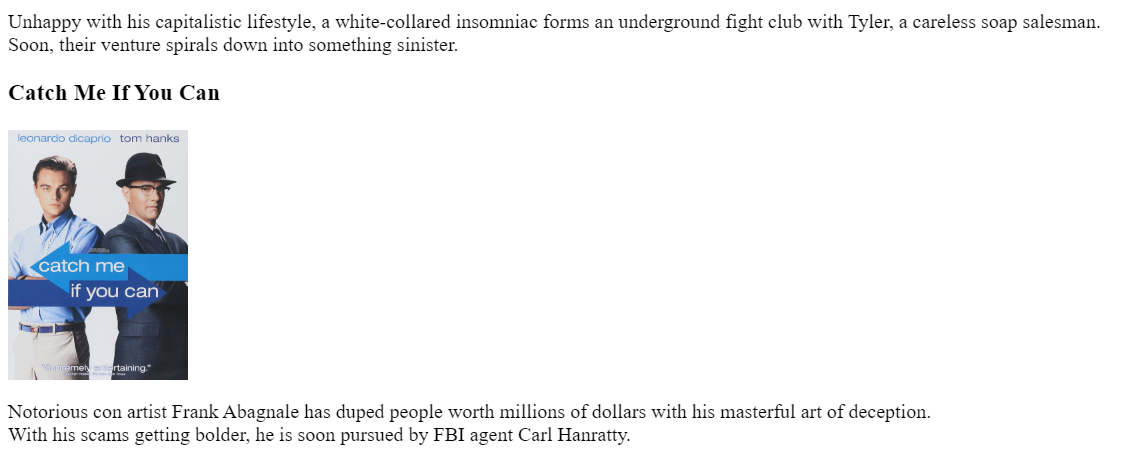 Unhappy with his capitalistic lifestyle, a white-collared insomniac forms an underground fight club with Tyler, a careless soap salesman.
Soon, their venture spirals down into something sinister.
Catch Me If You Can
leonardo dicaprio tom hanks
catch me
if you can
Notorious con artist Frank Abagnale has duped people worth millions of dollars with his masterful art of deception.
With his scams getting bolder, he is soon pursued by FBI agent Carl Hanratty.